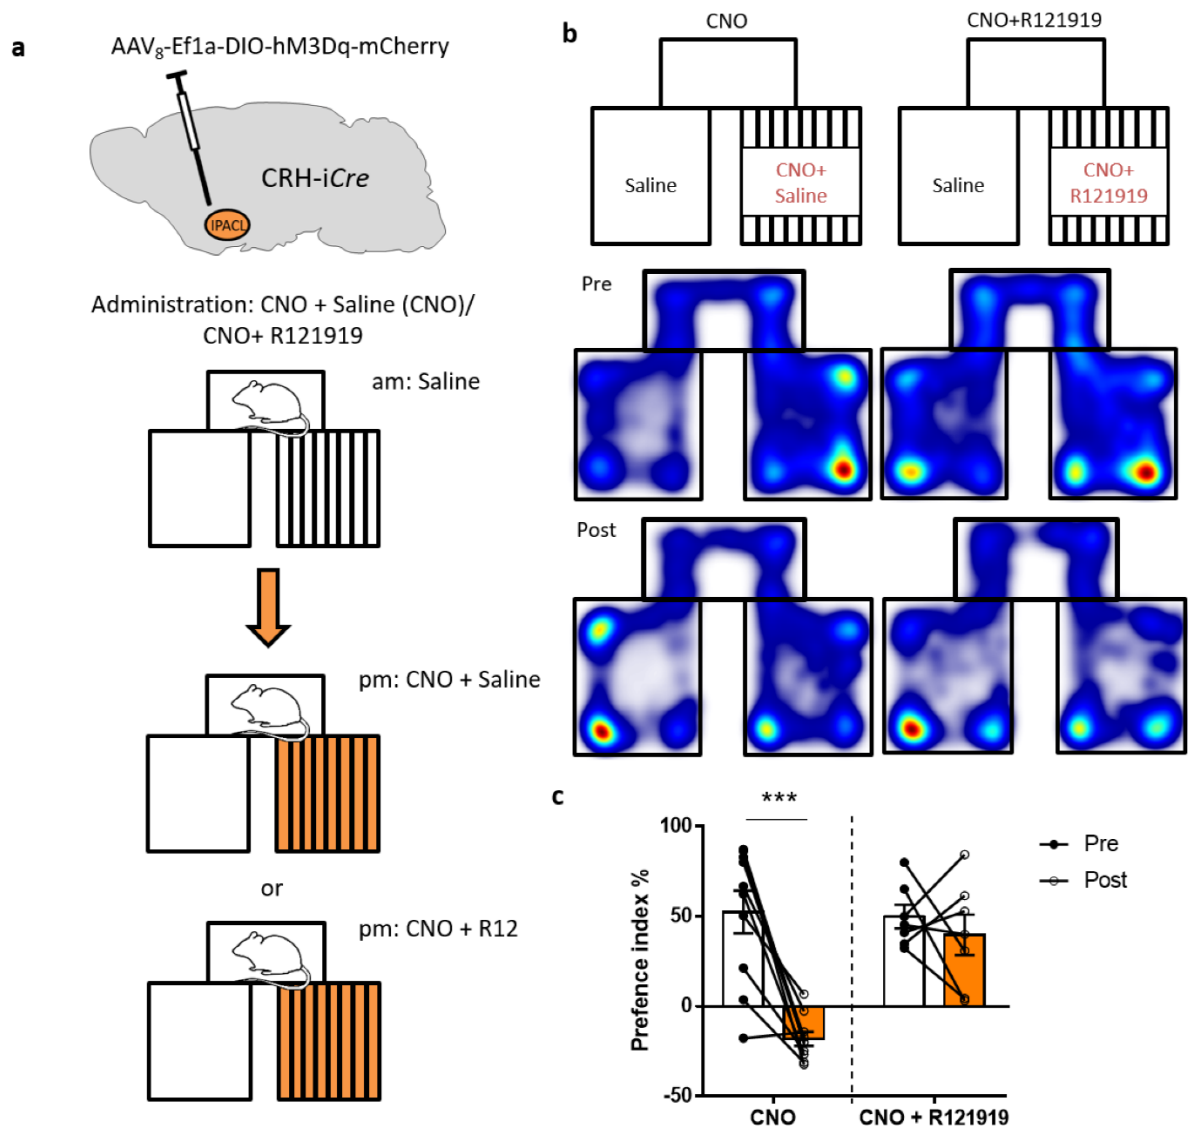 a
AAV₈-Ef1a-DIO-hM3Dq-mCherry
CRH-iCre
IPACL
Administration: CNO + Saline (CNO)/
CNO+ R121919
am: Saline
pm: CNO + Saline
or
pm: CNO + R12
b
CNO
CNO+R121919
Saline
CNO+
Saline
Saline
CNO+
R121919
Pre
Post
c
***
100
50
0
-50
Prefence index %
CNO
CNO + R121919
Pre
Post